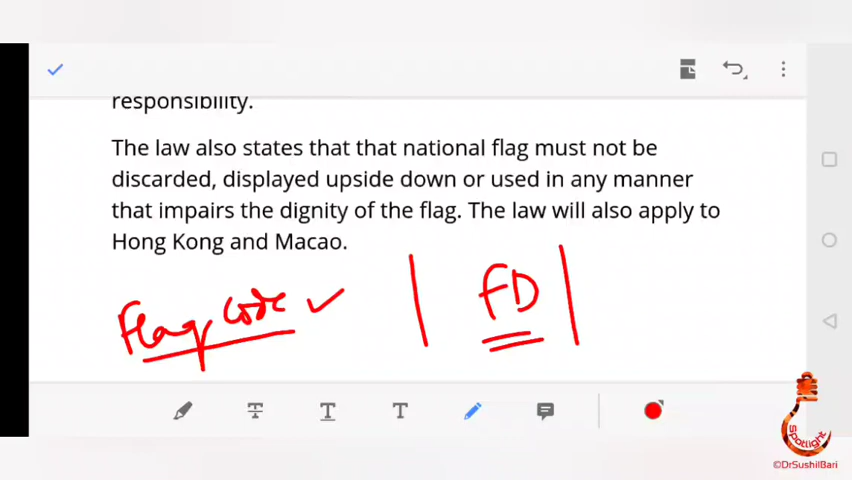 responsibility.
The law also states that that national flag must not be
discarded, displayed upside down or used in any manner
that impairs the dignity of the flag. The law will also apply to
Hong Kong and Macao.
Flag code
FD
T
T
T
Spotlight
©DrSushilBari